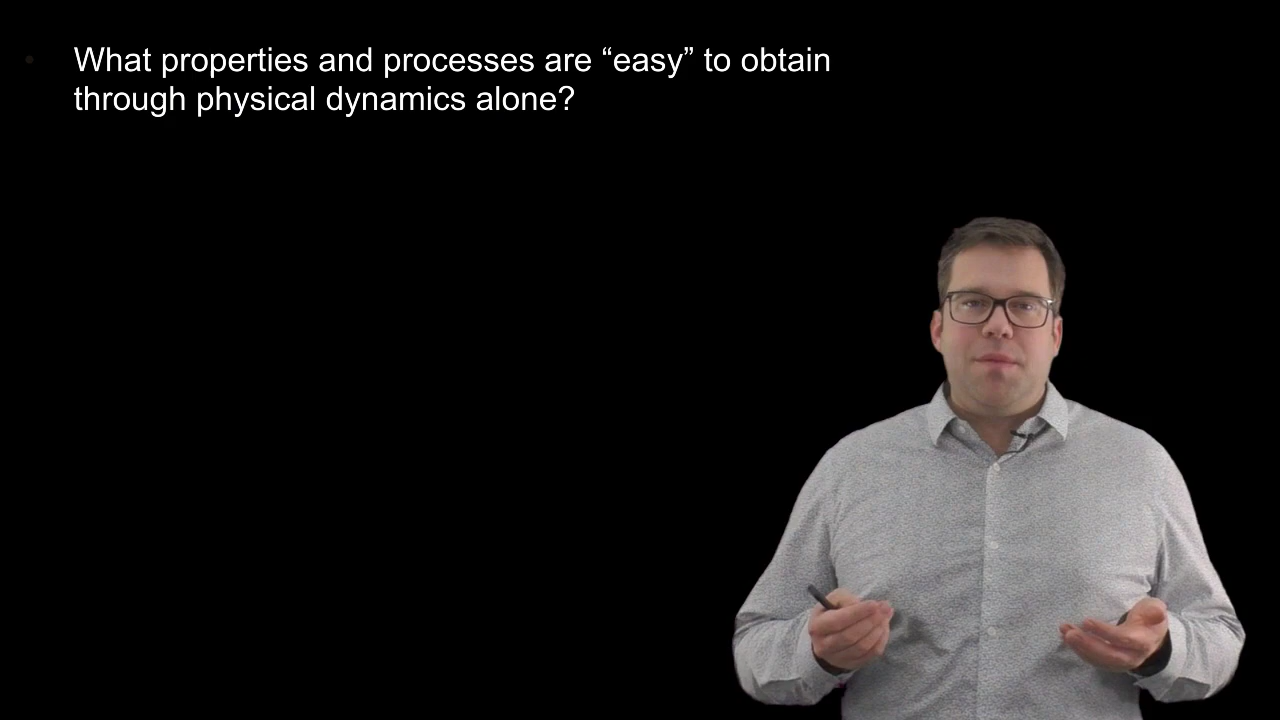 What properties and processes are “easy” to obtain
through physical dynamics alone?